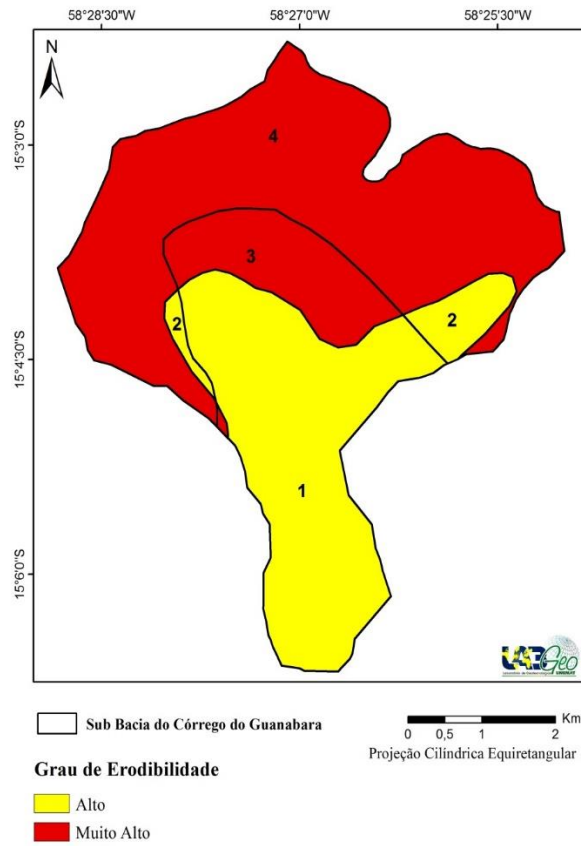 58°28'30"W 58°27'0"W 58°25'30"W
N
15°3'0"S
4
3
2
2
15°4'30"S
1
15°6'0"S
Geo
UNEMAT
Sub Bacia do Córrego do Guanabara
Km
0 0,5 1 2
Projeção Cilíndrica Equiretangular
Grau de Erodibilidade
Alto
Muito Alto